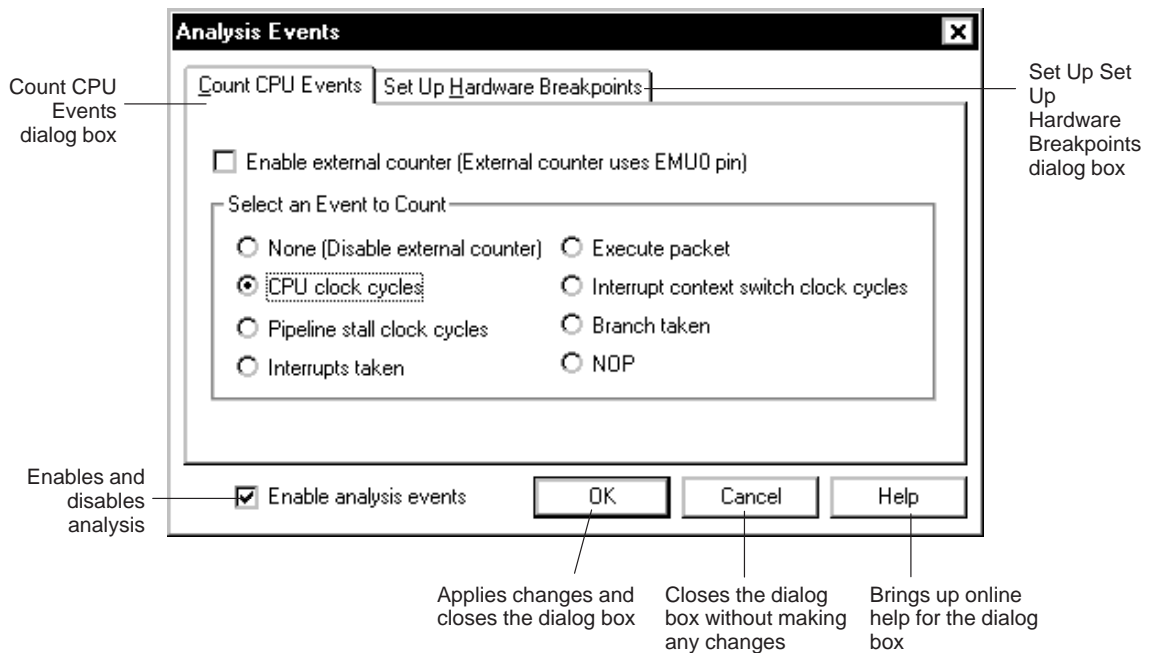 Analysis Events
Count CPU
Events
dialog box
Count CPU Events
Set Up Hardware Breakpoints
Set Up Set
Up
Hardware
Breakpoints
dialog box
Enable external counter (External counter uses EMU0 pin)
Select an Event to Count
None (Disable external counter)
Execute packet
CPU clock cycles
Interrupt context switch clock cycles
Pipeline stall clock cycles
Branch taken
Interrupts taken
NOP
Enables and
disables
analysis
Enable analysis events
OK
Cancel
Help
Applies changes and
closes the dialog box
Closes the dialog
box without making
any changes
Brings up online
help for the dialog
box